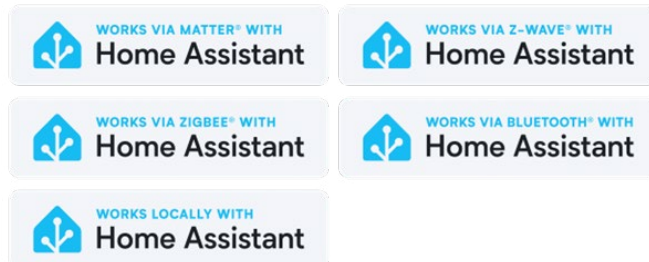 WORKS VIA MATTER® WITH
Home Assistant
WORKS VIA Z-WAVE® WITH
Home Assistant
WORKS VIA ZIGBEE® WITH
Home Assistant
WORKS VIA BLUETOOTH® WITH
Home Assistant
WORKS LOCALLY WITH
Home Assistant